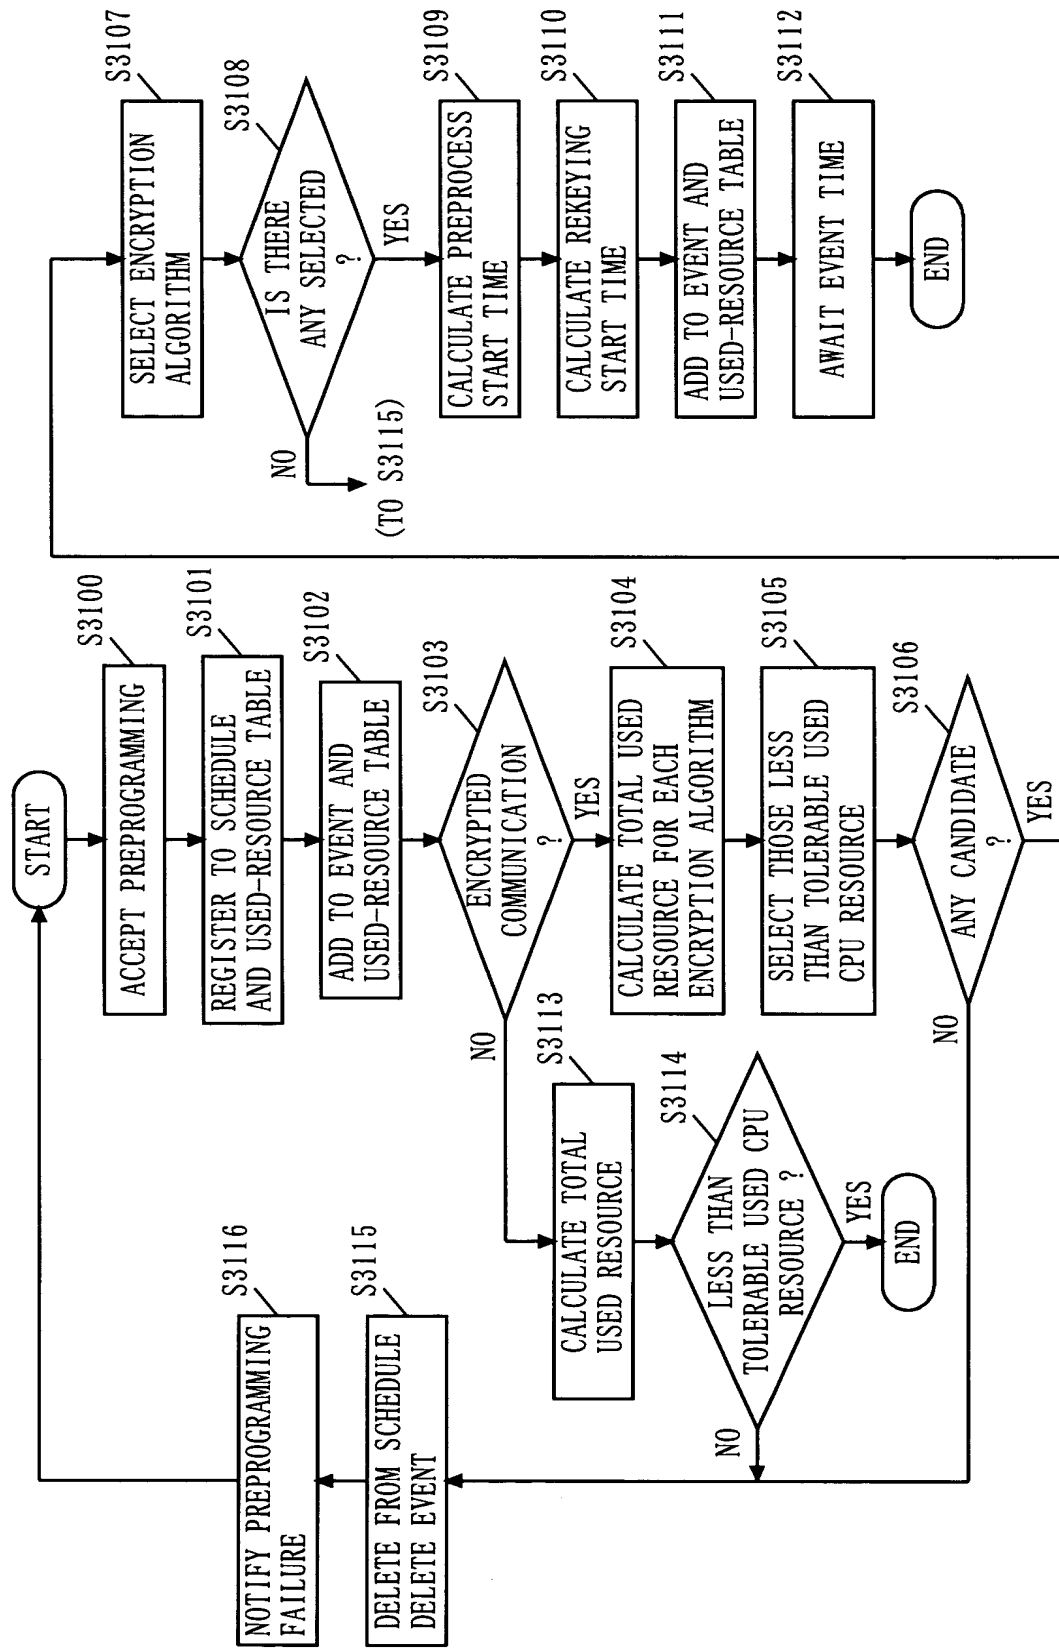 START
ACCEPT PREPROGRAMMING
S3100
REGISTER TO SCHEDULE
AND USED-RESOURCE TABLE
S3101
ADD TO EVENT AND
USED-RESOURCE TABLE
S3102
ENCRYPTED
COMMUNICATION
?
S3103
NO
YES
CALCULATE TOTAL USED
RESOURCE FOR EACH
ENCRYPTION ALGORITHM
S3104
SELECT THOSE LESS
THAN TOLERABLE USED
CPU RESOURCE
S3105
ANY CANDIDATE
?
S3106
NO
YES
CALCULATE TOTAL
USED RESOURCE
S3113
LESS THAN
TOLERABLE USED CPU
RESOURCE ?
S3114
NO
YES
END
NOTIFY PREPROGRAMMING
FAILURE
S3116
DELETE FROM SCHEDULE
DELETE EVENT
S3115
SELECT ENCRYPTION
ALGORITHM
S3107
IS THERE
ANY SELECTED
?
S3108
NO
(TO S3115)
YES
CALCULATE PREPROCESS
START TIME
S3109
CALCULATE REKEYING
START TIME
S3110
ADD TO EVENT AND
USED-RESOURCE TABLE
S3111
AWAIT EVENT TIME
S3112
END